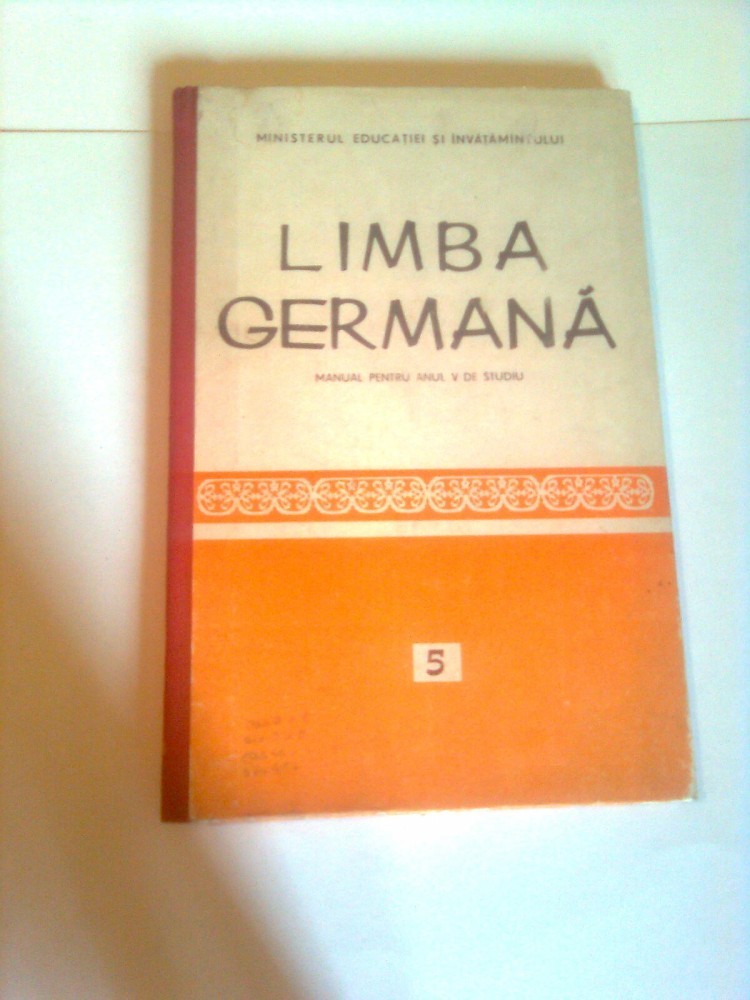 MINISTERUL EDUCAȚIEI ȘI ÎNVĂȚĂMÎNTULUI
LIMBA
GERMANĂ
MANUAL PENTRU ANUL V DE STUDIU
5